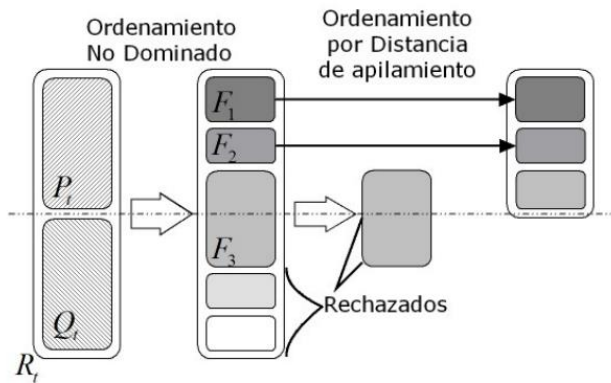 Ordenamiento
No Dominado
Ordenamiento
por Distancia
de apilamiento
F₁
F₂
Pₜ
F₃
Qₜ
Rechazados
Rₜ